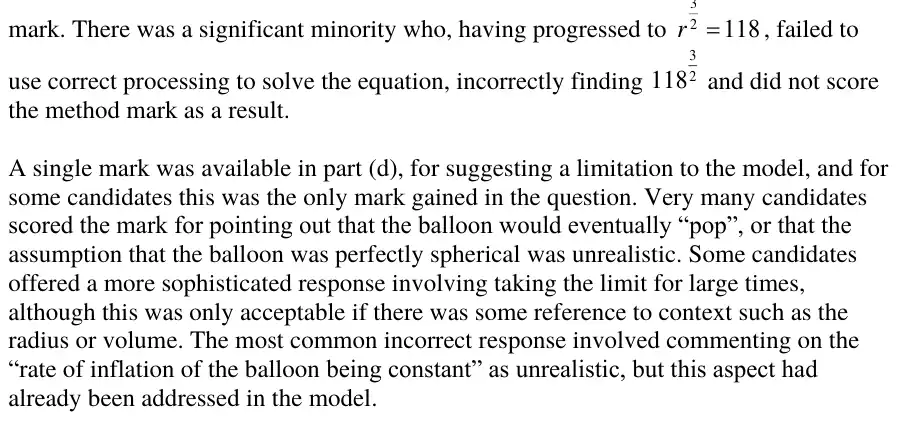 mark. There was a significant minority who, having progressed to r^{3/2} = 118, failed to
use correct processing to solve the equation, incorrectly finding 118^{3/2} and did not score
the method mark as a result.
A single mark was available in part (d), for suggesting a limitation to the model, and for
some candidates this was the only mark gained in the question. Very many candidates
scored the mark for pointing out that the balloon would eventually “pop”, or that the
assumption that the balloon was perfectly spherical was unrealistic. Some candidates
offered a more sophisticated response involving taking the limit for large times,
although this was only acceptable if there was some reference to context such as the
radius or volume. The most common incorrect response involved commenting on the
“rate of inflation of the balloon being constant” as unrealistic, but this aspect had
already been addressed in the model.